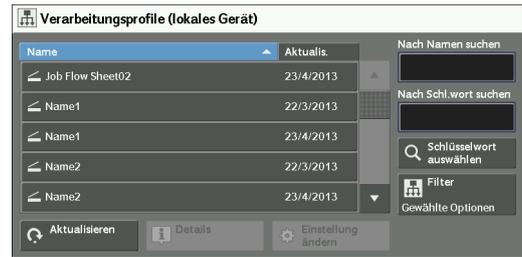 Verarbeitungsprofile (lokales Gerät)
Name Aktualis.
Job Flow Sheet02 23/4/2013
Name1 22/3/2013
Name1 23/4/2013
Name2 22/3/2013
Name2 23/4/2013
Nach Namen suchen
Nach Schl.wort suchen
Schlüsselwort
auswählen
Filter
Gewählte Optionen
Aktualisieren
Details
Einstellung
ändern